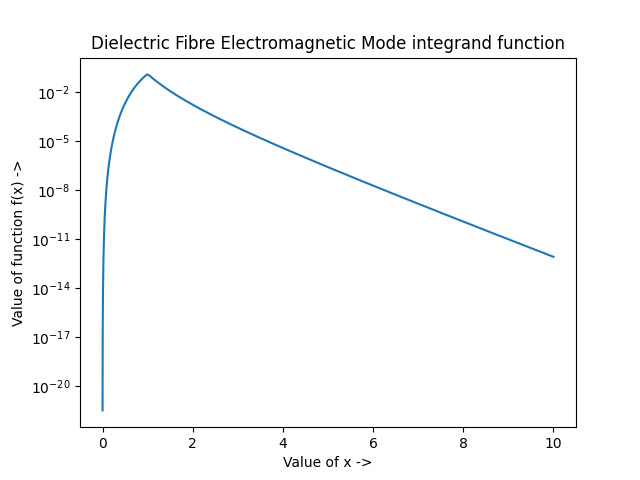 Dielectric Fibre Electromagnetic Mode integrand function
Value of function f(x) ->
10⁻²
10⁻⁵
10⁻⁸
10⁻¹¹
10⁻¹⁴
10⁻¹⁷
10⁻²⁰
0 2 4 6 8 10
Value of x ->